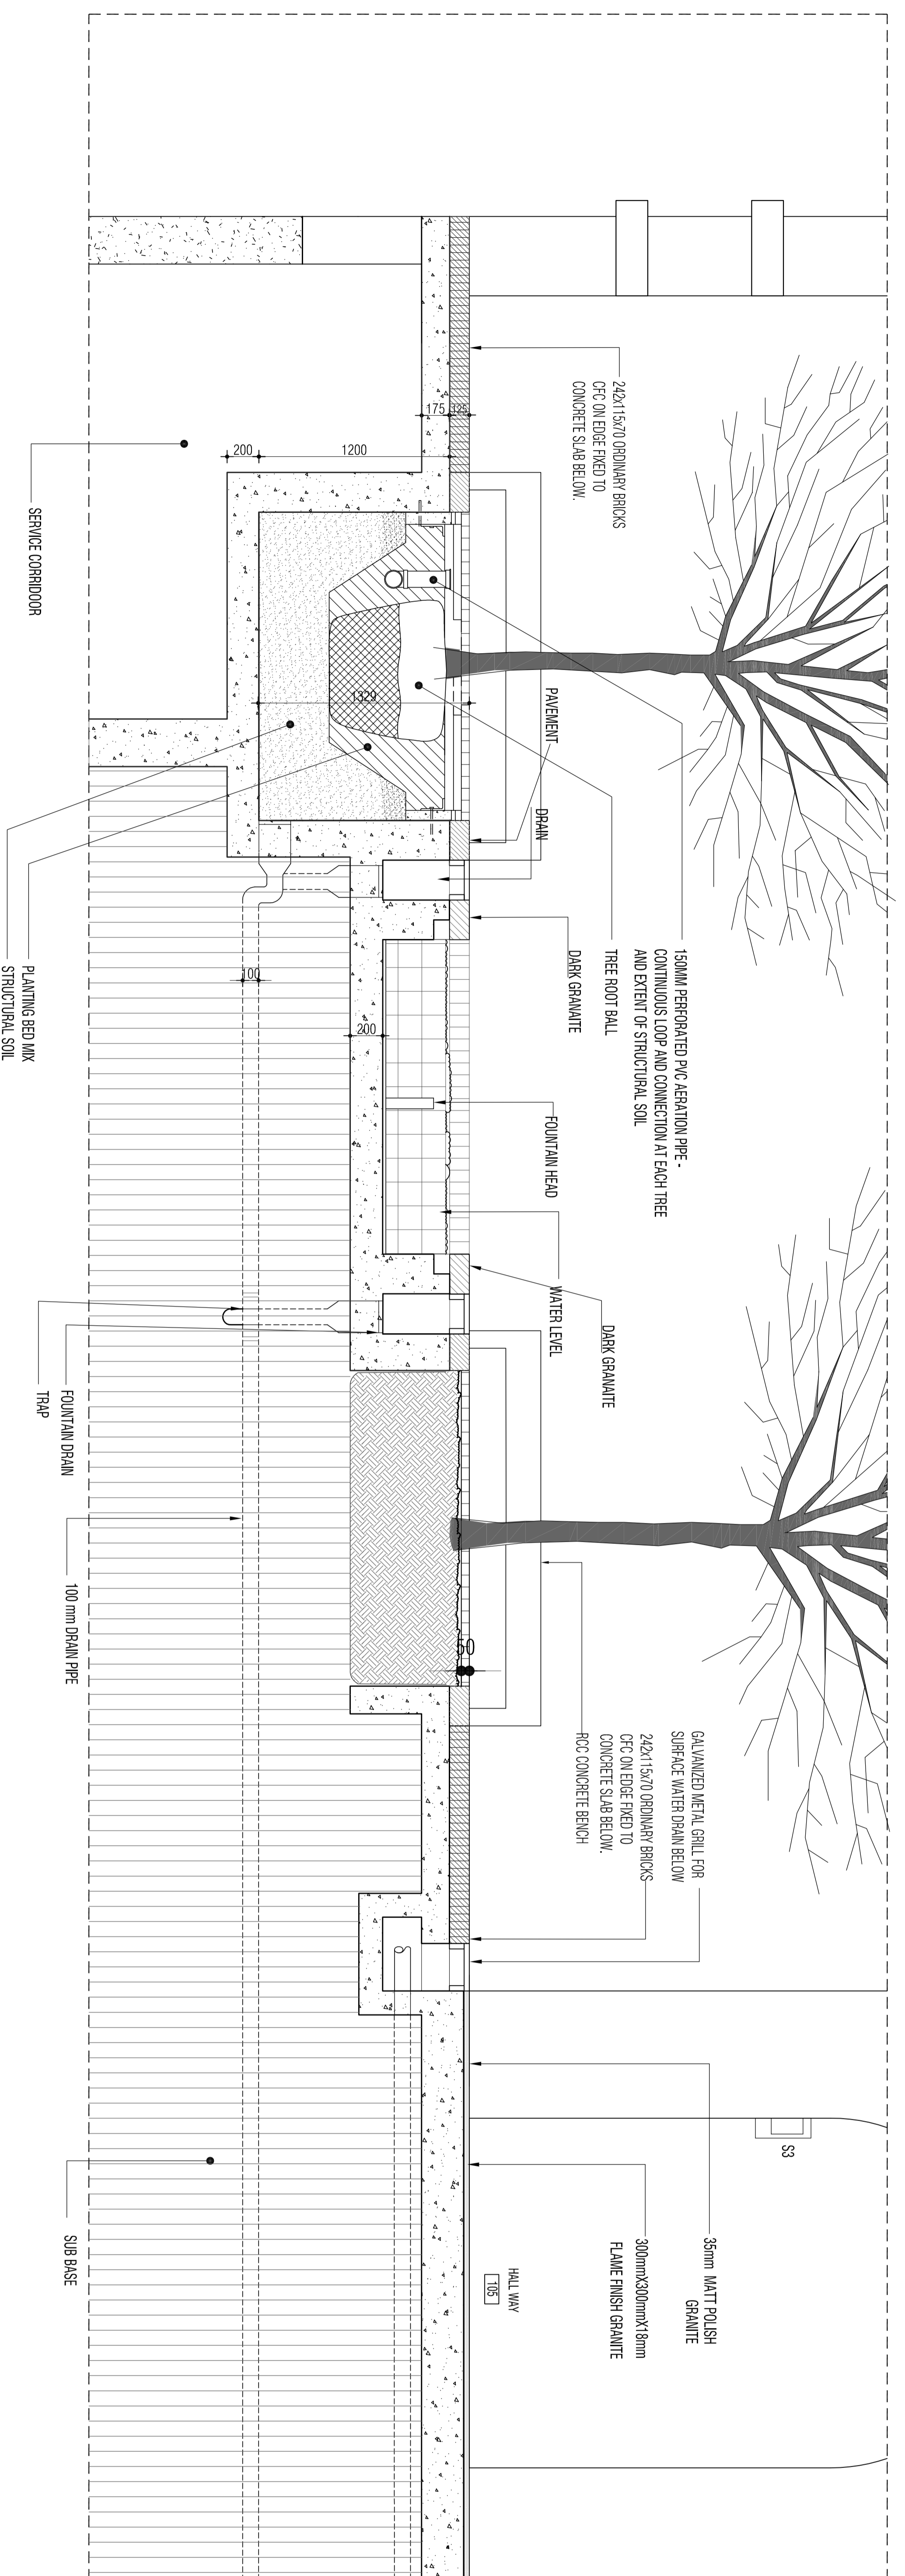 242x115x70 ORDINARY BRICKS
CFC ON EDGE FIXED TO
CONCRETE SLAB BELOW.
175
125
200
1200
1329
SERVICE CORRIDOOR
PAVEMENT
DRAIN
150MM PERFORATED PVC AERATION PIPE -
CONTINUOUS LOOP AND CONNECTION AT EACH TREE
AND EXTENT OF STRUCTURAL SOIL
TREE ROOT BALL
DARK GRANAITE
PLANTING BED MIX
STRUCTURAL SOIL
100
200
FOUNTAIN HEAD
WATER LEVEL
DARK GRANAITE
FOUNTAIN DRAIN
TRAP
100 mm DRAIN PIPE
50
GALVANIZED METAL GRILL FOR
SURFACE WATER DRAIN BELOW
242x115x70 ORDINARY BRICKS
CFC ON EDGE FIXED TO
CONCRETE SLAB BELOW.
RCC CONCRETE BENCH
S3
35mm MATT POLISH
GRANITE
300mmX300mmX18mm
FLAME FINISH GRANITE
HALL WAY
105
SUB BASE